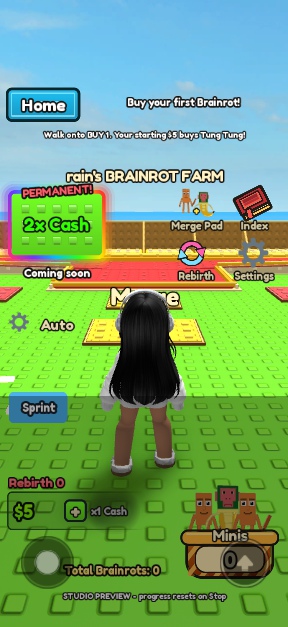 Home
Buy your first Brainrot!
Walk onto BUY 1. Your starting $5 buys Tung Tung!
rain's BRAINROT FARM
PERMANENT!
2x Cash
Merge Pad
Index
Coming soon
Rebirth
Settings
Merge
Auto
Sprint
Rebirth 0
$5
x1 Cash
Minis
0
Total Brainrots: 0
STUDIO PREVIEW - progress resets on Stop